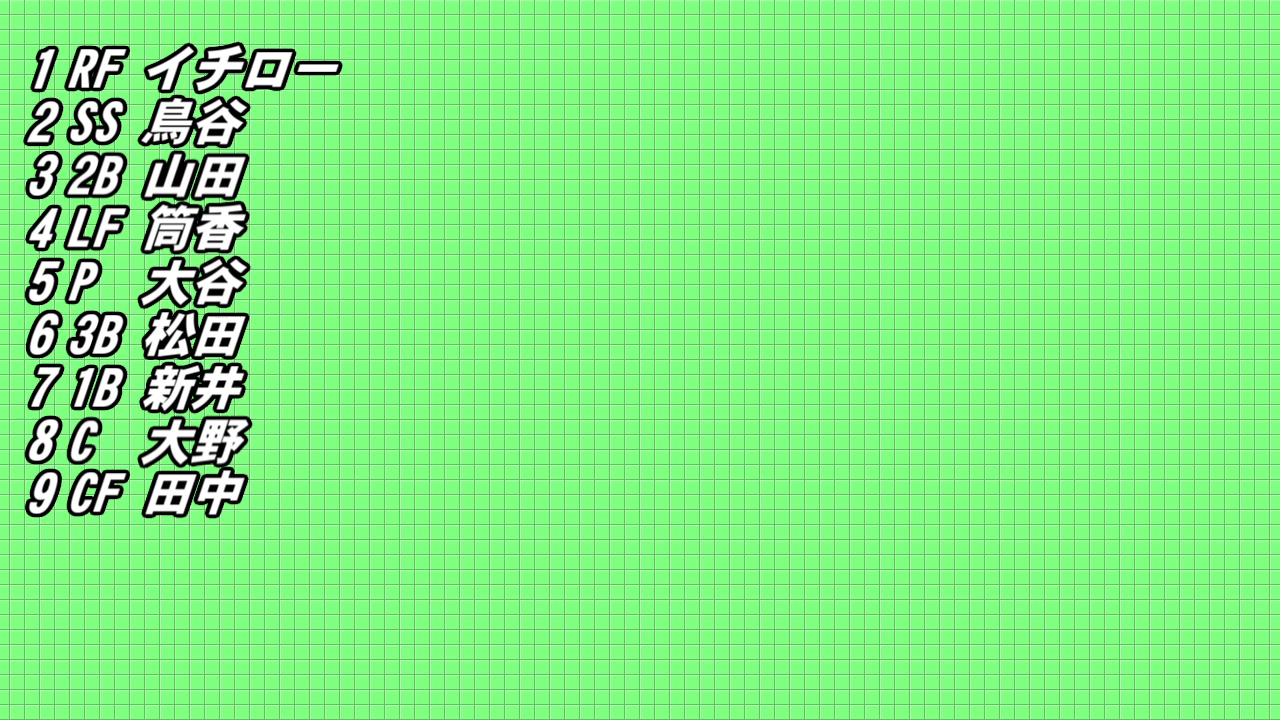 1 RF イチロー
2 SS 鳥谷
3 2B 山田
4 LF 筒香
5 P 大谷
6 3B 松田
7 1B 新井
8 C 大野
9 CF 田中